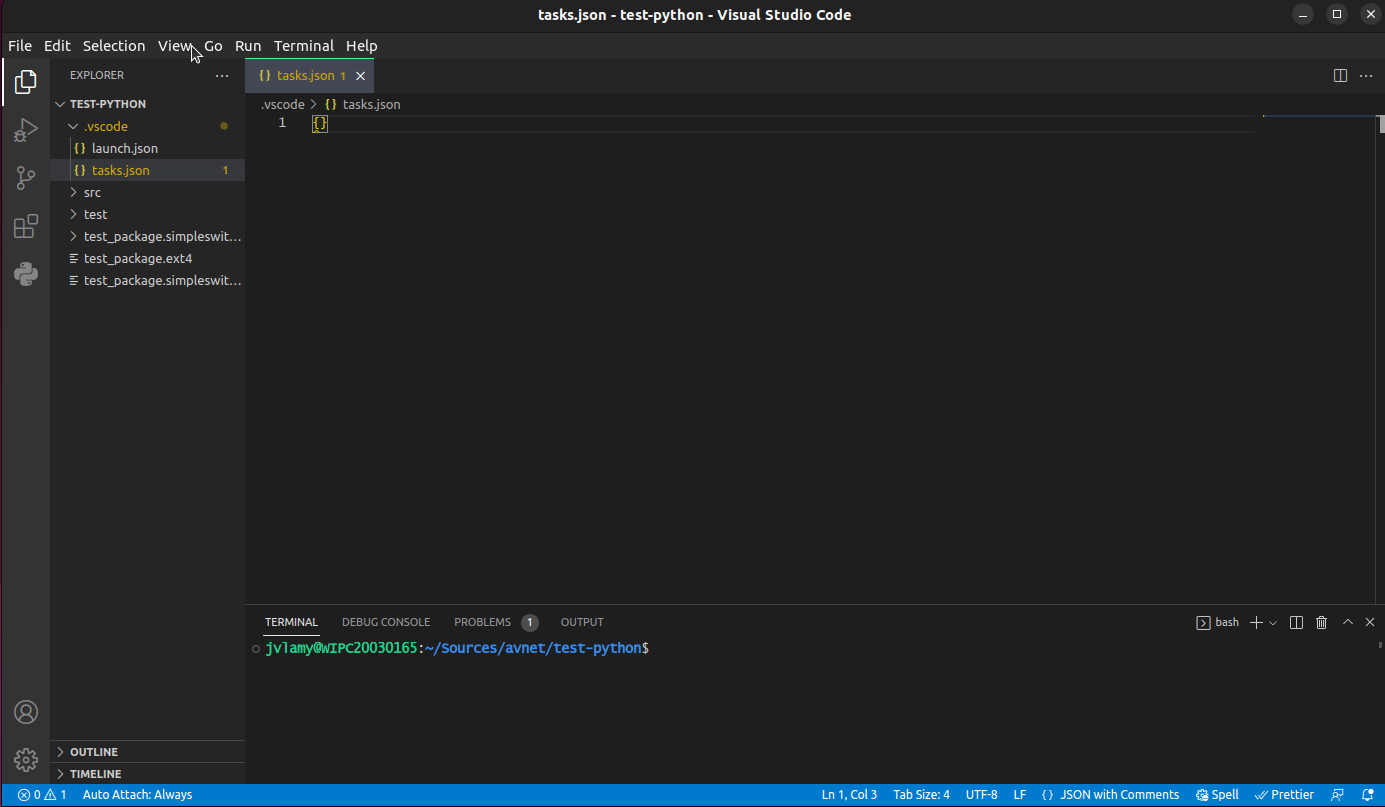 tasks.json - test-python - Visual Studio Code
File Edit Selection View Go Run Terminal Help
EXPLORER
tasks.json 1
TEST-PYTHON
.vscode
launch.json
tasks.json 1
src
test
test_package.simpleswit...
test_package.ext4
test_package.simpleswit...
OUTLINE
TIMELINE
.vscode > {} tasks.json
1 {}
TERMINAL DEBUG CONSOLE PROBLEMS 1 OUTPUT
bash
jvlamy@WIPC20030165:~/Sources/avnet/test-python$
0 1 Auto Attach: Always Ln 1, Col 3 Tab Size: 4 UTF-8 LF {} JSON with Comments Spell Prettier